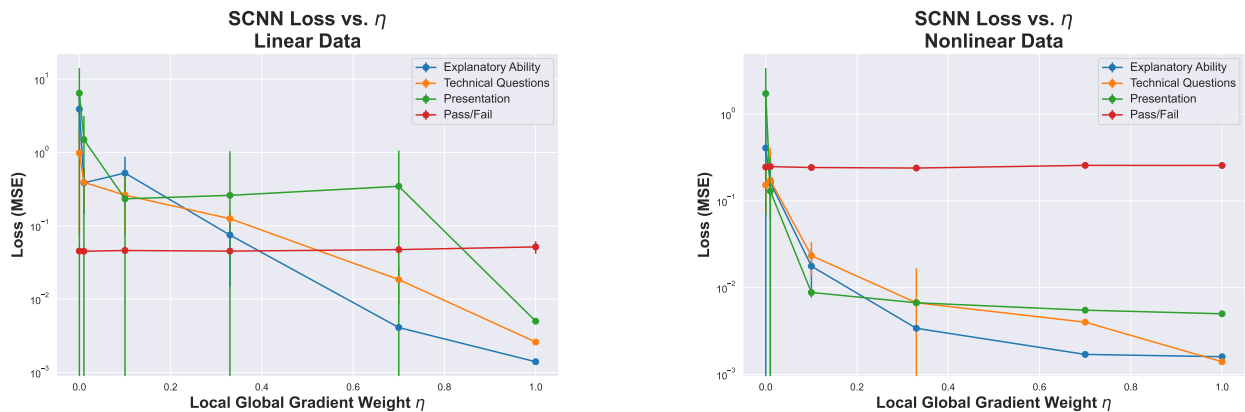 SCNN Loss vs. η
Linear Data
Explanatory Ability
Technical Questions
Presentation
Pass/Fail
Loss (MSE)
10¹
10⁰
10⁻¹
10⁻²
10⁻³
0.0 0.2 0.4 0.6 0.8 1.0
Local Global Gradient Weight η
SCNN Loss vs. η
Nonlinear Data
Explanatory Ability
Technical Questions
Presentation
Pass/Fail
Loss (MSE)
10⁰
10⁻¹
10⁻²
10⁻³
0.0 0.2 0.4 0.6 0.8 1.0
Local Global Gradient Weight η